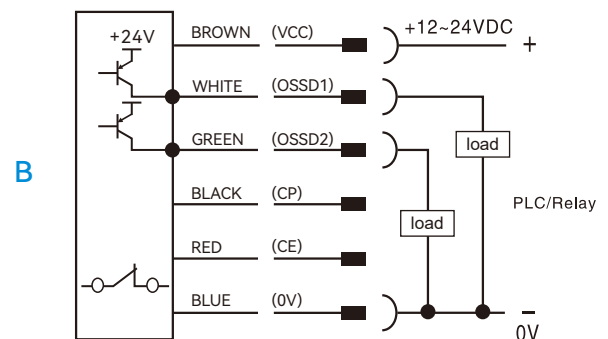 +24V
BROWN (VCC) +12~24VDC +
WHITE (OSSD1)
load
GREEN (OSSD2)
B
BLACK (CP) PLC/Relay
load
RED (CE)
BLUE (0V) −
0V